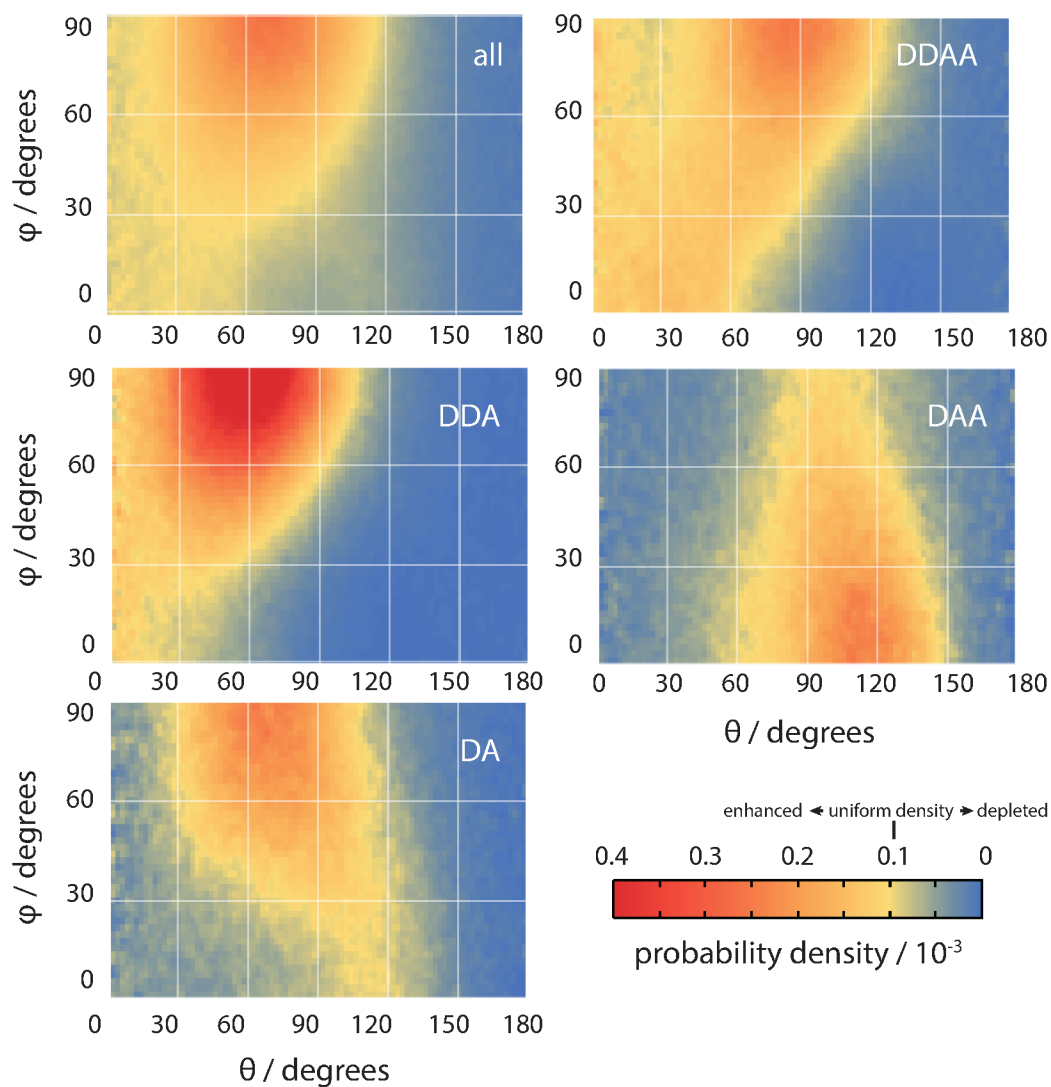 90
60
30
0
φ / degrees
all
0 30 60 90 120 150 180
90
60
30
0
DDAA
0 30 60 90 120 180
90
60
30
0
φ / degrees
DDA
0 30 60 90 120 150 180
90
60
30
0
DAA
0 30 60 90 120 150 180
θ / degrees
90
60
30
0
φ / degrees
DA
0 30 60 90 120 150 180
θ / degrees
enhanced uniform density depleted
0.4 0.3 0.2 0.1 0
probability density / 10⁻³